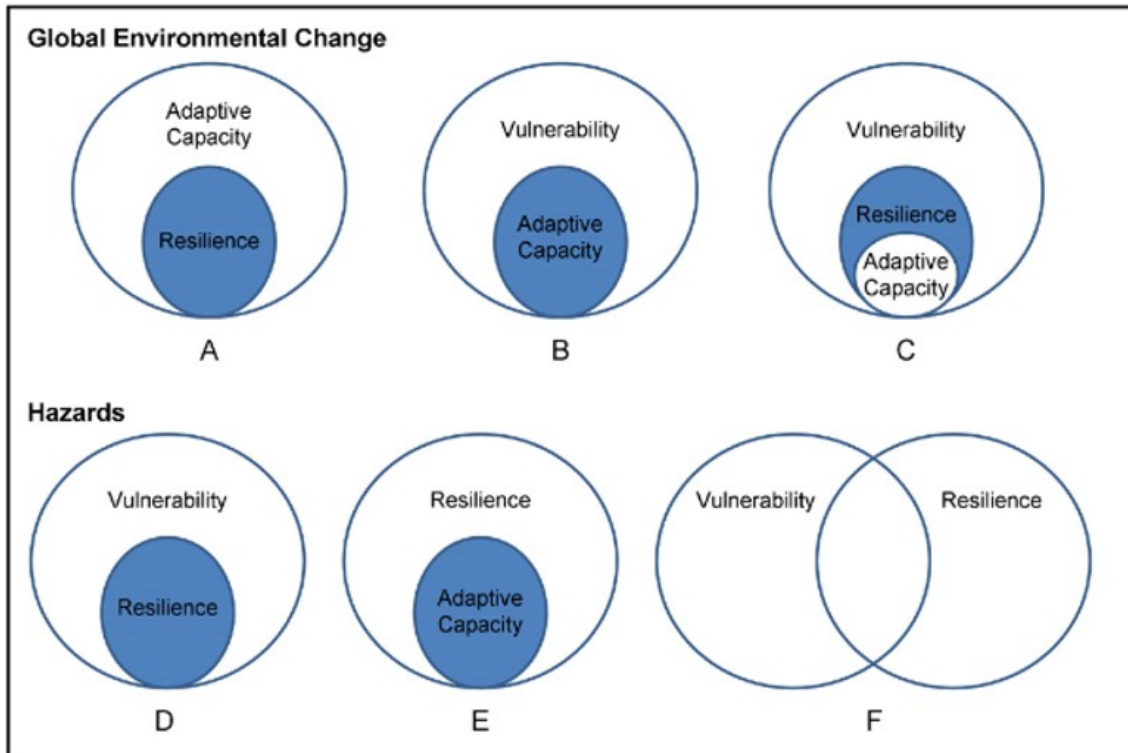 Global Environmental Change
Adaptive
Capacity
Resilience
A
Vulnerability
Adaptive
Capacity
B
Vulnerability
Resilience
Adaptive
Capacity
C
Hazards
Vulnerability
Resilience
D
Resilience
Adaptive
Capacity
E
Vulnerability
Resilience
F